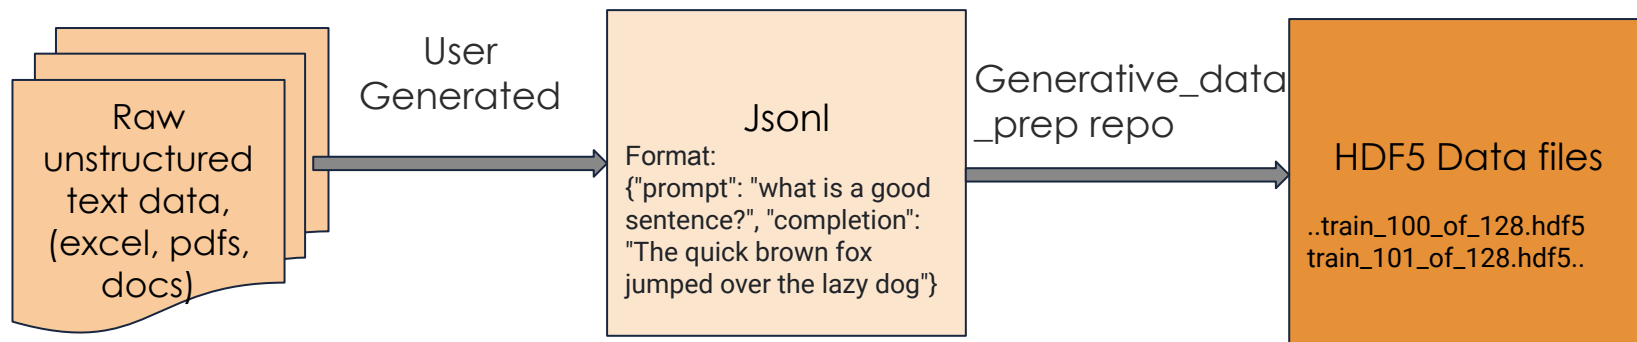 Raw
unstructured
text data,
(excel, pdfs,
docs)
User
Generated
Jsonl
Format:
{"prompt": "what is a good
sentence?", "completion":
"The quick brown fox
jumped over the lazy dog"}
Generative_data
_prep repo
HDF5 Data files
..train_100_of_128.hdf5
train_101_of_128.hdf5..